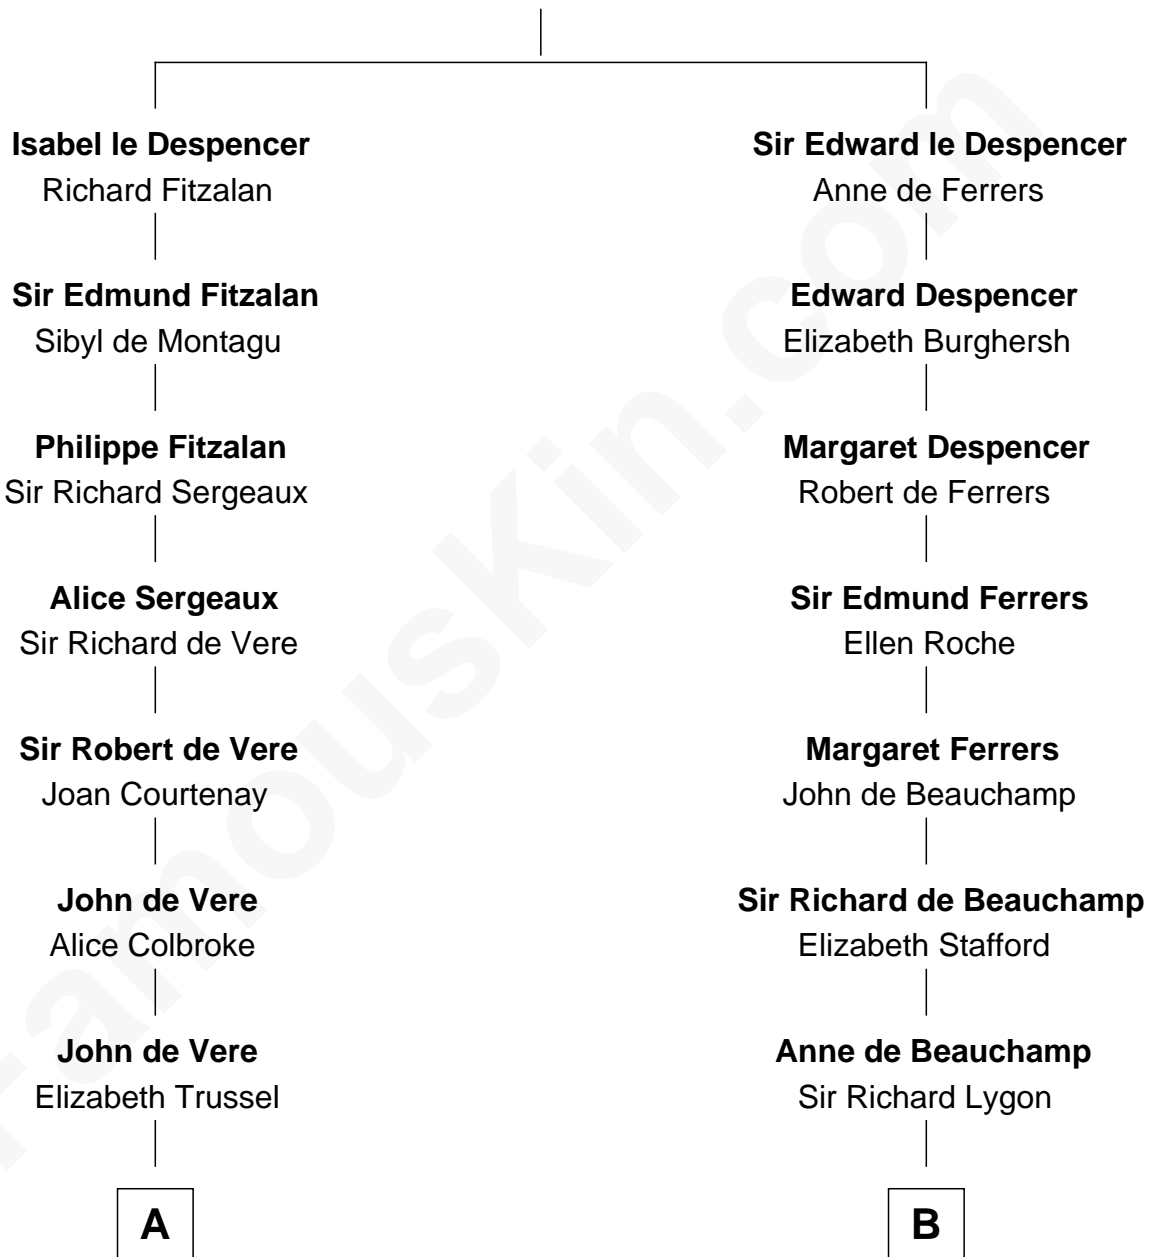 Isabel le Despencer
Richard Fitzalan
Sir Edmund Fitzalan
Sibyl de Montagu
Philippe Fitzalan
Sir Richard Sergeaux
Alice Sergeaux
Sir Richard de Vere
Sir Robert de Vere
Joan Courtenay
John de Vere
Alice Colbroke
John de Vere
Elizabeth Trussel
A
Sir Edward le Despencer
Anne de Ferrers
Edward Despencer
Elizabeth Burghersh
Margaret Despencer
Robert de Ferrers
Sir Edmund Ferrers
Ellen Roche
Margaret Ferrers
John de Beauchamp
Sir Richard de Beauchamp
Elizabeth Stafford
Anne de Beauchamp
Sir Richard Lygon
B
FamousKin.com